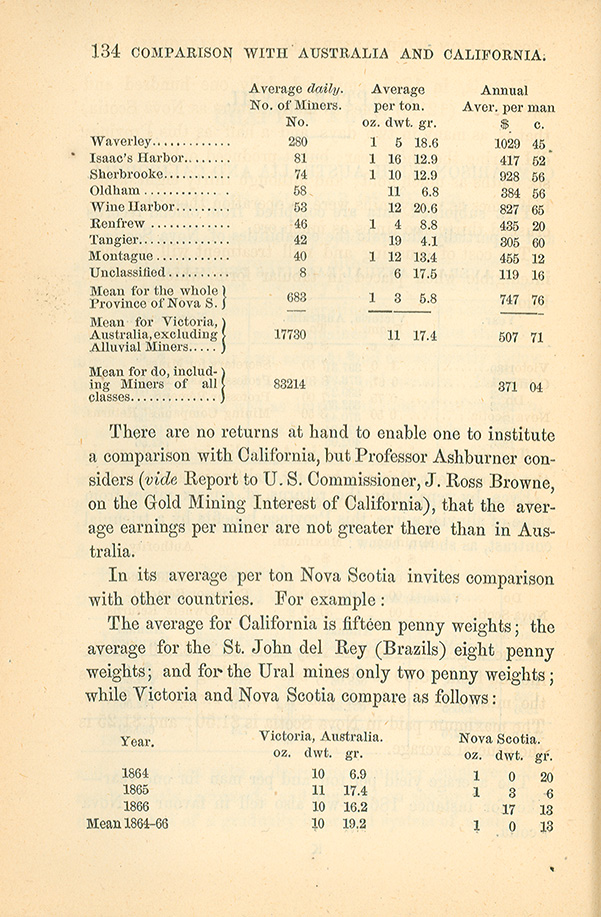 134 COMPARISON WITH AUSTRALIA AND CALIFORNIA.
Average daily. Average Annual
No. of Miners. per ton. Aver. per man
No. oz. dwt. gr. $ c.
Waverley............. 280 1 5 18.6 1029 45
Isaac's Harbor....... 81 1 16 12.9 417 52
Sherbrooke........... 74 1 10 12.9 928 56
Oldham .............. 58 11 6.8 384 56
Wine Harbor......... 53 12 20.6 827 65
Renfrew ............. 46 1 4 8.8 435 20
Tangier............... 42 19 4.1 305 60
Montague ............ 40 1 12 13.4 455 12
Unclassified .......... 8 6 17.5 119 16
Mean for the whole
Province of Nova S. } 683 1 3 5.8 747 76
Mean for Victoria,
Australia, excluding } 17730 11 17.4 507 71
Alluvial Miners.....
Mean for do, includ-
ing Miners of all } 83214 371 04
classes..............
There are no returns at hand to enable one to institute
a comparison with California, but Professor Ashburner con-
siders (vide Report to U. S. Commissioner, J. Ross Browne,
on the Gold Mining Interest of California), that the aver-
age earnings per miner are not greater there than in Aus-
tralia.
In its average per ton Nova Scotia invites comparison
with other countries. For example :
The average for California is fifteen penny weights ; the
average for the St. John del Rey (Brazils) eight penny
weights ; and for the Ural mines only two penny weights ;
while Victoria and Nova Scotia compare as follows :
Year. Victoria, Australia. Nova Scotia.
oz. dwt. gr. oz. dwt. gr.
1864 10 6.9 1 0 20
1865 11 17.4 1 3 6
1866 10 16.2 17 13
Mean 1864-66 10 19.2 1 0 13